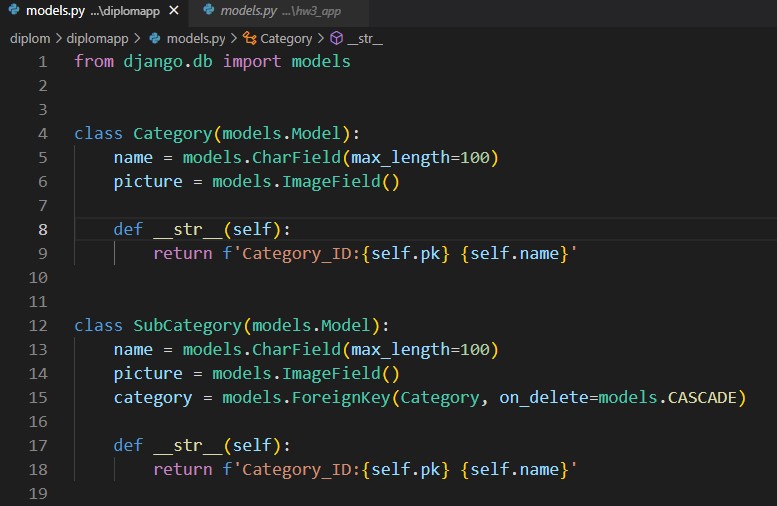 models.py ...\diplomapp × models.py ...\hw3_app
diplom > diplomapp > models.py > Category > __str__
1 from django.db import models
2
3
4 class Category(models.Model):
5     name = models.CharField(max_length=100)
6     picture = models.ImageField()
7
8     def __str__(self):
9         return f'Category_ID:{self.pk} {self.name}'
10
11
12 class SubCategory(models.Model):
13     name = models.CharField(max_length=100)
14     picture = models.ImageField()
15     category = models.ForeignKey(Category, on_delete=models.CASCADE)
16
17     def __str__(self):
18         return f'Category_ID:{self.pk} {self.name}'
19